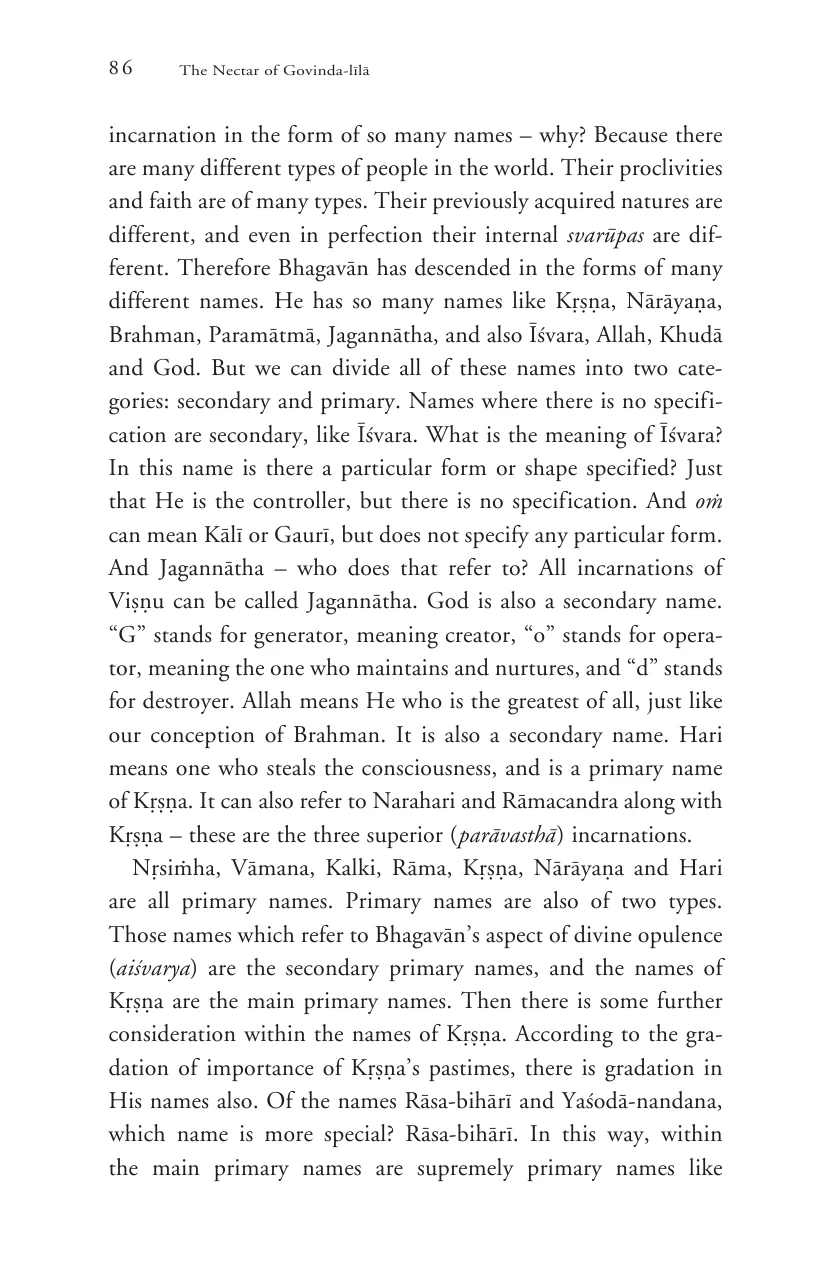 86 The Nectar of Govinda-līlā
incarnation in the form of so many names – why? Because there
are many different types of people in the world. Their proclivities
and faith are of many types. Their previously acquired natures are
different, and even in perfection their internal svarūpas are dif-
ferent. Therefore Bhagavān has descended in the forms of many
different names. He has so many names like Kṛṣṇa, Nārāyaṇa,
Brahman, Paramātmā, Jagannātha, and also Īśvara, Allah, Khudā
and God. But we can divide all of these names into two cate-
gories: secondary and primary. Names where there is no specifi-
cation are secondary, like Īśvara. What is the meaning of Īśvara?
In this name is there a particular form or shape specified? Just
that He is the controller, but there is no specification. And oṁ
can mean Kālī or Gaurī, but does not specify any particular form.
And Jagannātha – who does that refer to? All incarnations of
Viṣṇu can be called Jagannātha. God is also a secondary name.
“G” stands for generator, meaning creator, “o” stands for opera-
tor, meaning the one who maintains and nurtures, and “d” stands
for destroyer. Allah means He who is the greatest of all, just like
our conception of Brahman. It is also a secondary name. Hari
means one who steals the consciousness, and is a primary name
of Kṛṣṇa. It can also refer to Narahari and Rāmacandra along with
Kṛṣṇa – these are the three superior (parāvasthā) incarnations.
Nṛsiṁha, Vāmana, Kalki, Rāma, Kṛṣṇa, Nārāyaṇa and Hari
are all primary names. Primary names are also of two types.
Those names which refer to Bhagavān’s aspect of divine opulence
(aiśvarya) are the secondary primary names, and the names of
Kṛṣṇa are the main primary names. Then there is some further
consideration within the names of Kṛṣṇa. According to the gra-
dation of importance of Kṛṣṇa’s pastimes, there is gradation in
His names also. Of the names Rāsa-bihārī and Yaśodā-nandana,
which name is more special? Rāsa-bihārī. In this way, within
the main primary names are supremely primary names like